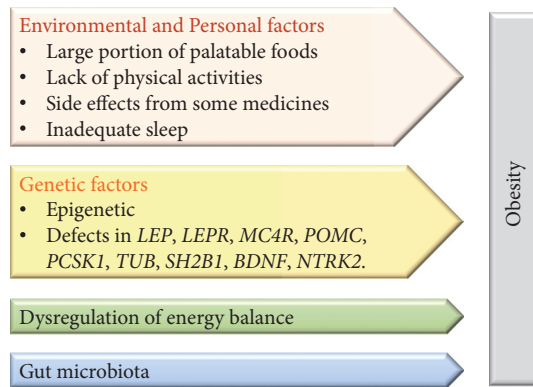 Environmental and Personal factors
• Large portion of palatable foods
• Lack of physical activities
• Side effects from some medicines
• Inadequate sleep
Genetic factors
• Epigenetic
• Defects in LEP, LEPR, MC4R, POMC,
PCSK1, TUB, SH2B1, BDNF, NTRK2.
Dysregulation of energy balance
Gut microbiota
Obesity